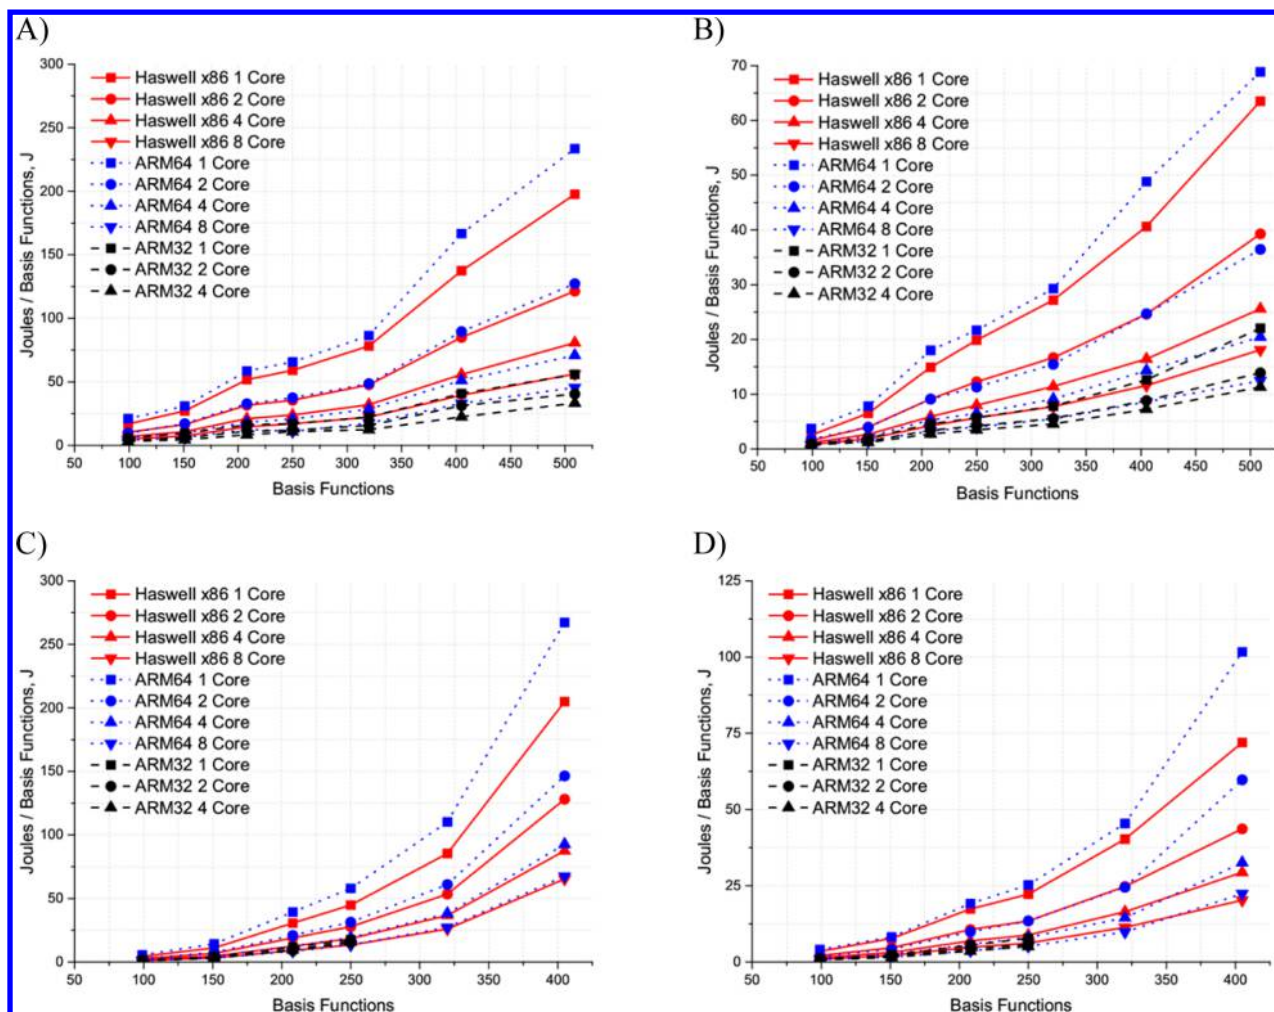 A)
300
250
200
150
100
50
0
Joules / Basis Functions, J
Haswell x86 1 Core
Haswell x86 2 Core
Haswell x86 4 Core
Haswell x86 8 Core
ARM64 1 Core
ARM64 2 Core
ARM64 4 Core
ARM64 8 Core
ARM32 1 Core
ARM32 2 Core
ARM32 4 Core
50 100 150 200 250 300 350 400 450 500
Basis Functions
B)
70
60
50
40
30
20
10
0
Joules / Basis Functions, J
Haswell x86 1 Core
Haswell x86 2 Core
Haswell x86 4 Core
Haswell x86 8 Core
ARM64 1 Core
ARM64 2 Core
ARM64 4 Core
ARM64 8 Core
ARM32 1 Core
ARM32 2 Core
ARM32 4 Core
50 100 150 200 250 300 350 400 450 500
Basis Functions
C)
300
250
200
150
100
50
0
Joules / Basis Functions, J
Haswell x86 1 Core
Haswell x86 2 Core
Haswell x86 4 Core
Haswell x86 8 Core
ARM64 1 Core
ARM64 2 Core
ARM64 4 Core
ARM64 8 Core
ARM32 1 Core
ARM32 2 Core
ARM32 4 Core
50 100 150 200 250 300 350 400
Basis Functions
D)
125
100
75
50
25
0
Joules / Basis Functions, J
Haswell x86 1 Core
Haswell x86 2 Core
Haswell x86 4 Core
Haswell x86 8 Core
ARM64 1 Core
ARM64 2 Core
ARM64 4 Core
ARM64 8 Core
ARM32 1 Core
ARM32 2 Core
ARM32 4 Core
50 100 150 200 250 300 350 400
Basis Functions